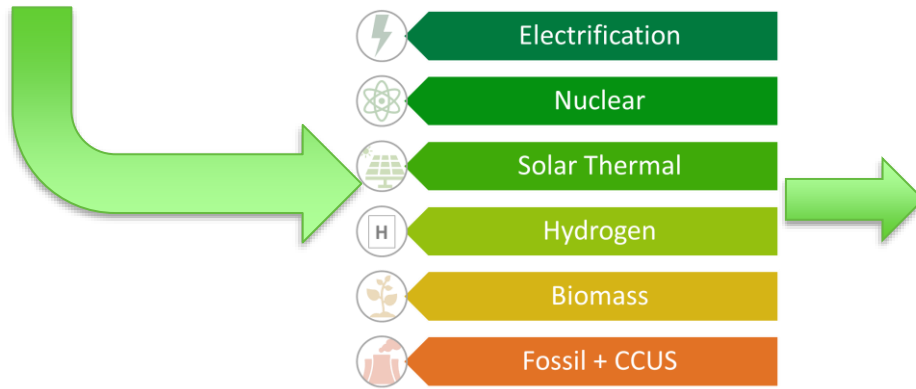 Electrification
Nuclear
Solar Thermal
H
Hydrogen
Biomass
Fossil + CCUS